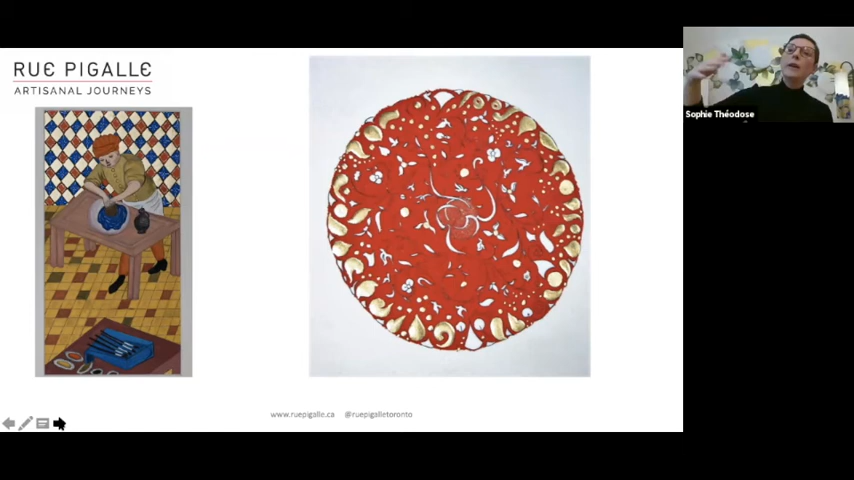 RUE PIGALLE
ARTISANAL JOURNEYS
Sophie Théodose
www.ruepigalle.ca @ruepigalletoronto